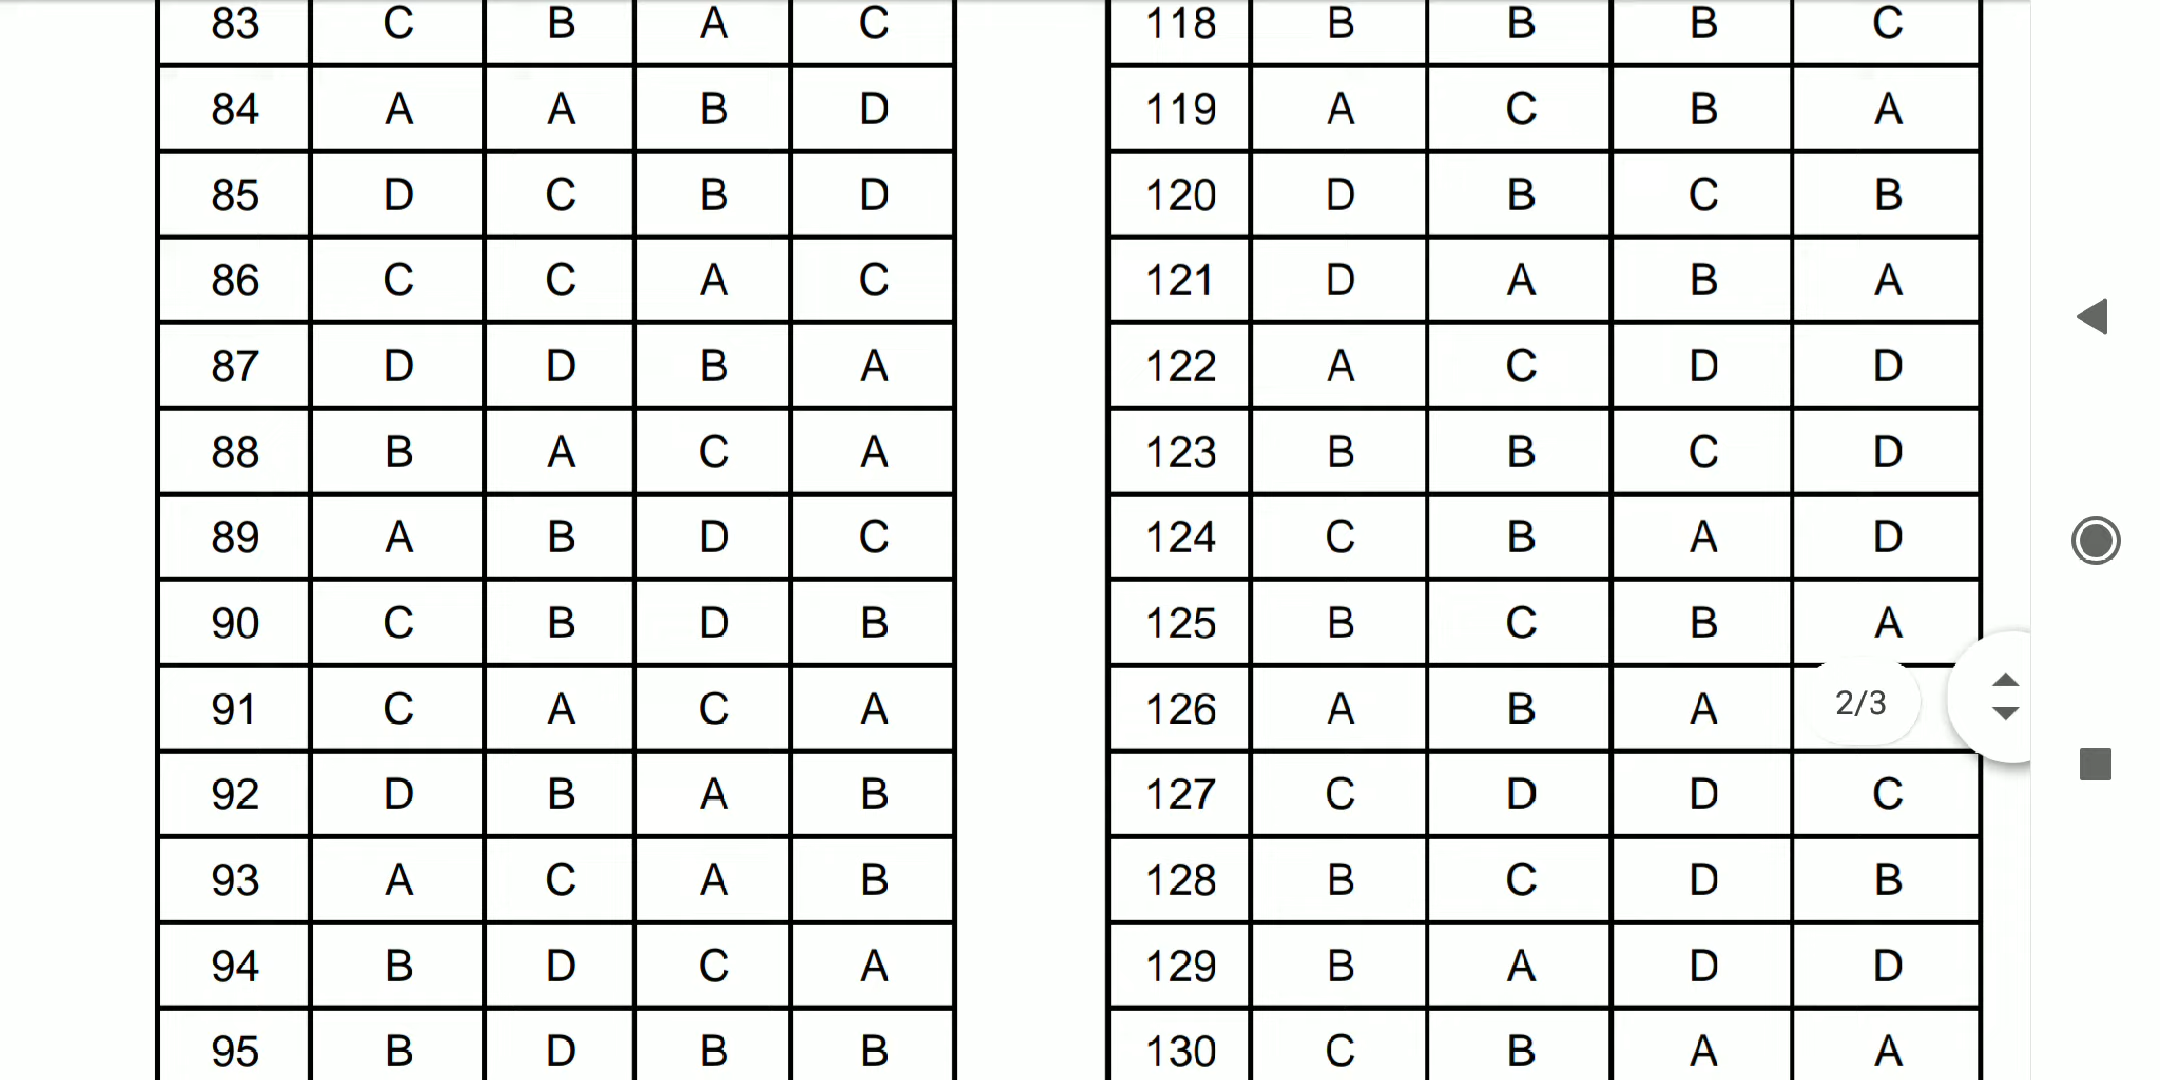 83 C B A C 118 B B B C
84 A A B D 119 A C B A
85 D C B D 120 D B C B
86 C C A C 121 D A B A
87 D D B A 122 A C D D
88 B A C A 123 B B C D
89 A B D C 124 C B A D
90 C B D B 125 B C B A
91 C A C A 126 A B A 2/3
92 D B A B 127 C D D C
93 A C A B 128 B C D B
94 B D C A 129 B A D D
95 B D B B 130 C B A A